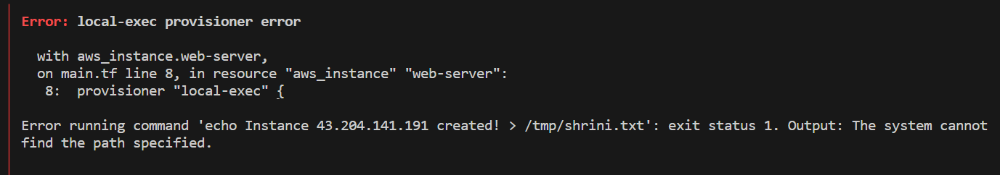 Error: local-exec provisioner error
with aws_instance.web-server,
on main.tf line 8, in resource "aws_instance" "web-server":
8: provisioner "local-exec" {
Error running command 'echo Instance 43.204.141.191 created! > /tmp/shrini.txt': exit status 1. Output: The system cannot
find the path specified.